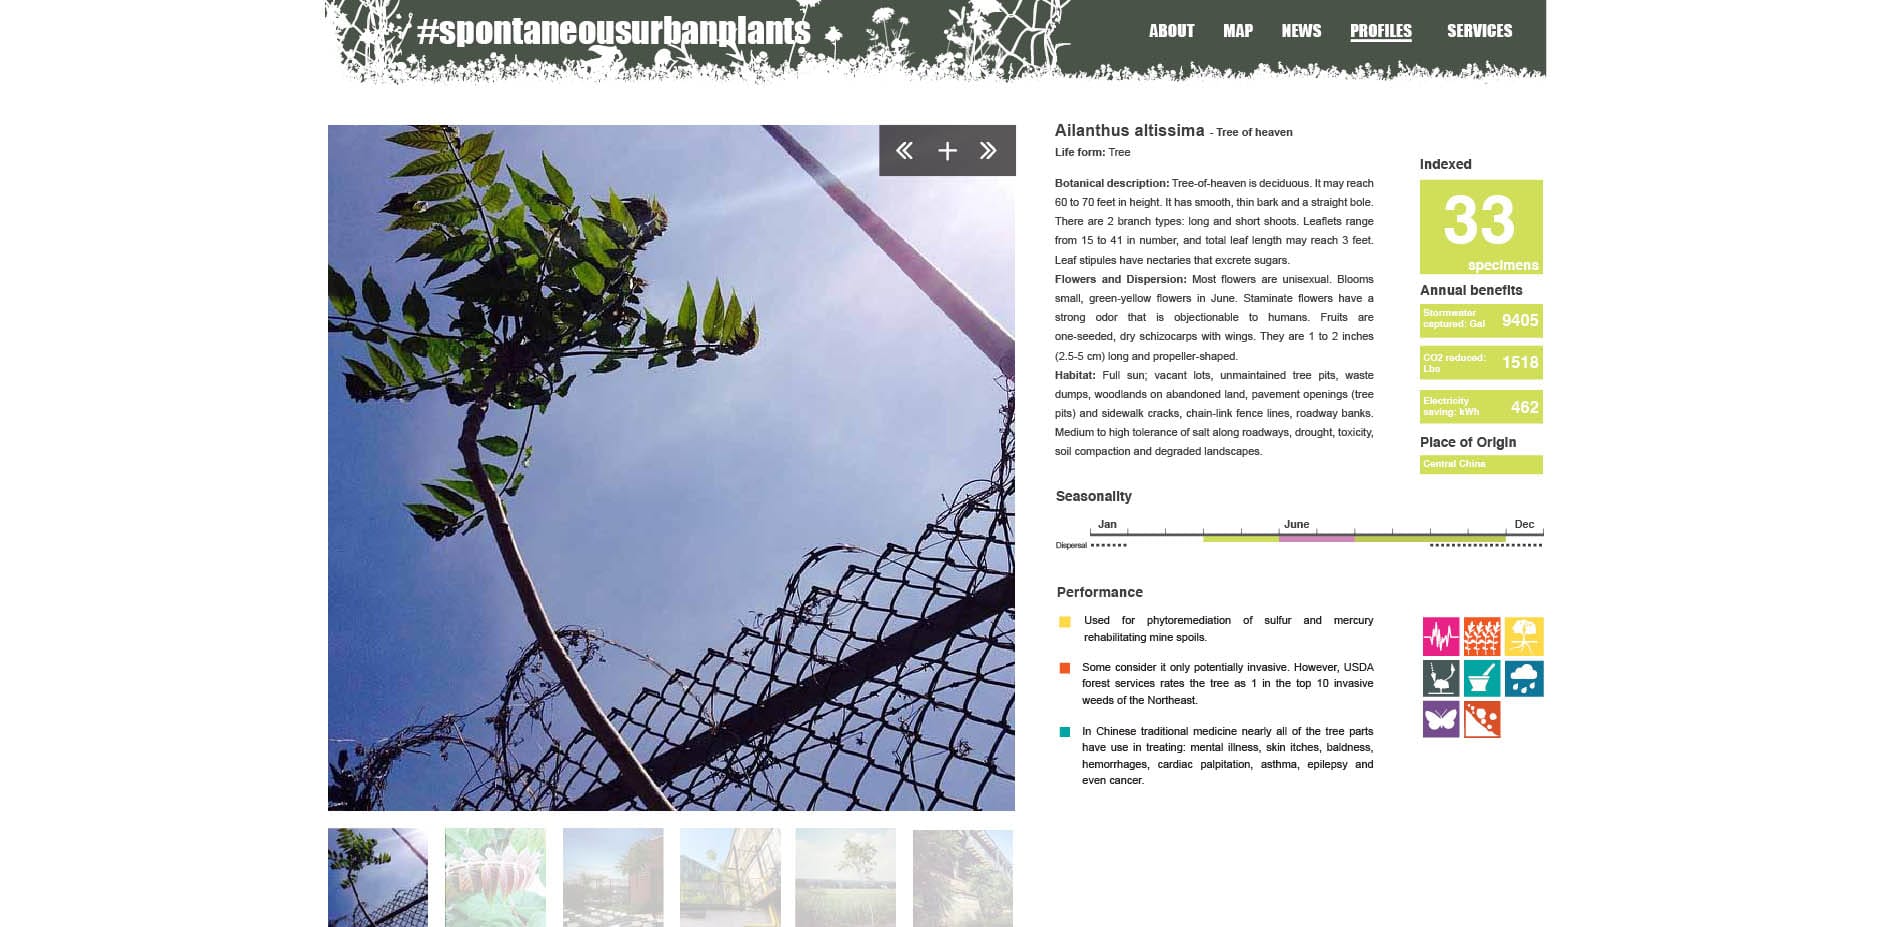 #spontaneousurbanplants
ABOUT MAP NEWS PROFILES SERVICES
Ailanthus altissima - Tree of heaven
Life form: Tree
Botanical description: Tree-of-heaven is deciduous. It may reach
60 to 70 feet in height. It has smooth, thin bark and a straight bole.
There are 2 branch types: long and short shoots. Leaflets range
from 15 to 41 in number, and total leaf length may reach 3 feet.
Leaf stipules have nectaries that excrete sugars.
Flowers and Dispersion: Most flowers are unisexual. Blooms
small, green-yellow flowers in June. Staminate flowers have a
strong odor that is objectionable to humans. Fruits are
one-seeded, dry schizocarps with wings. They are 1 to 2 inches
(2.5-5 cm) long and propeller-shaped.
Habitat: Full sun; vacant lots, unmaintained tree pits, waste
dumps, woodlands on abandoned land, pavement openings (tree
pits) and sidewalk cracks, chain-link fence lines, roadway banks.
Medium to high tolerance of salt along roadways, drought, toxicity,
soil compaction and degraded landscapes.
Indexed
33
specimens
Annual benefits
Stormwater
captured: Gal 9405
CO2 reduced:
Lbs 1518
Electricity
saving: kWh 462
Place of Origin
Central China
Seasonality
Jan June Dec
Dispersal
Performance
Used for phytoremediation of sulfur and mercury
rehabilitating mine spoils.
Some consider it only potentially invasive. However, USDA
forest services rates the tree as 1 in the top 10 invasive
weeds of the Northeast.
In Chinese traditional medicine nearly all of the tree parts
have use in treating: mental illness, skin itches, baldness,
hemorrhages, cardiac palpitation, asthma, epilepsy and
even cancer.